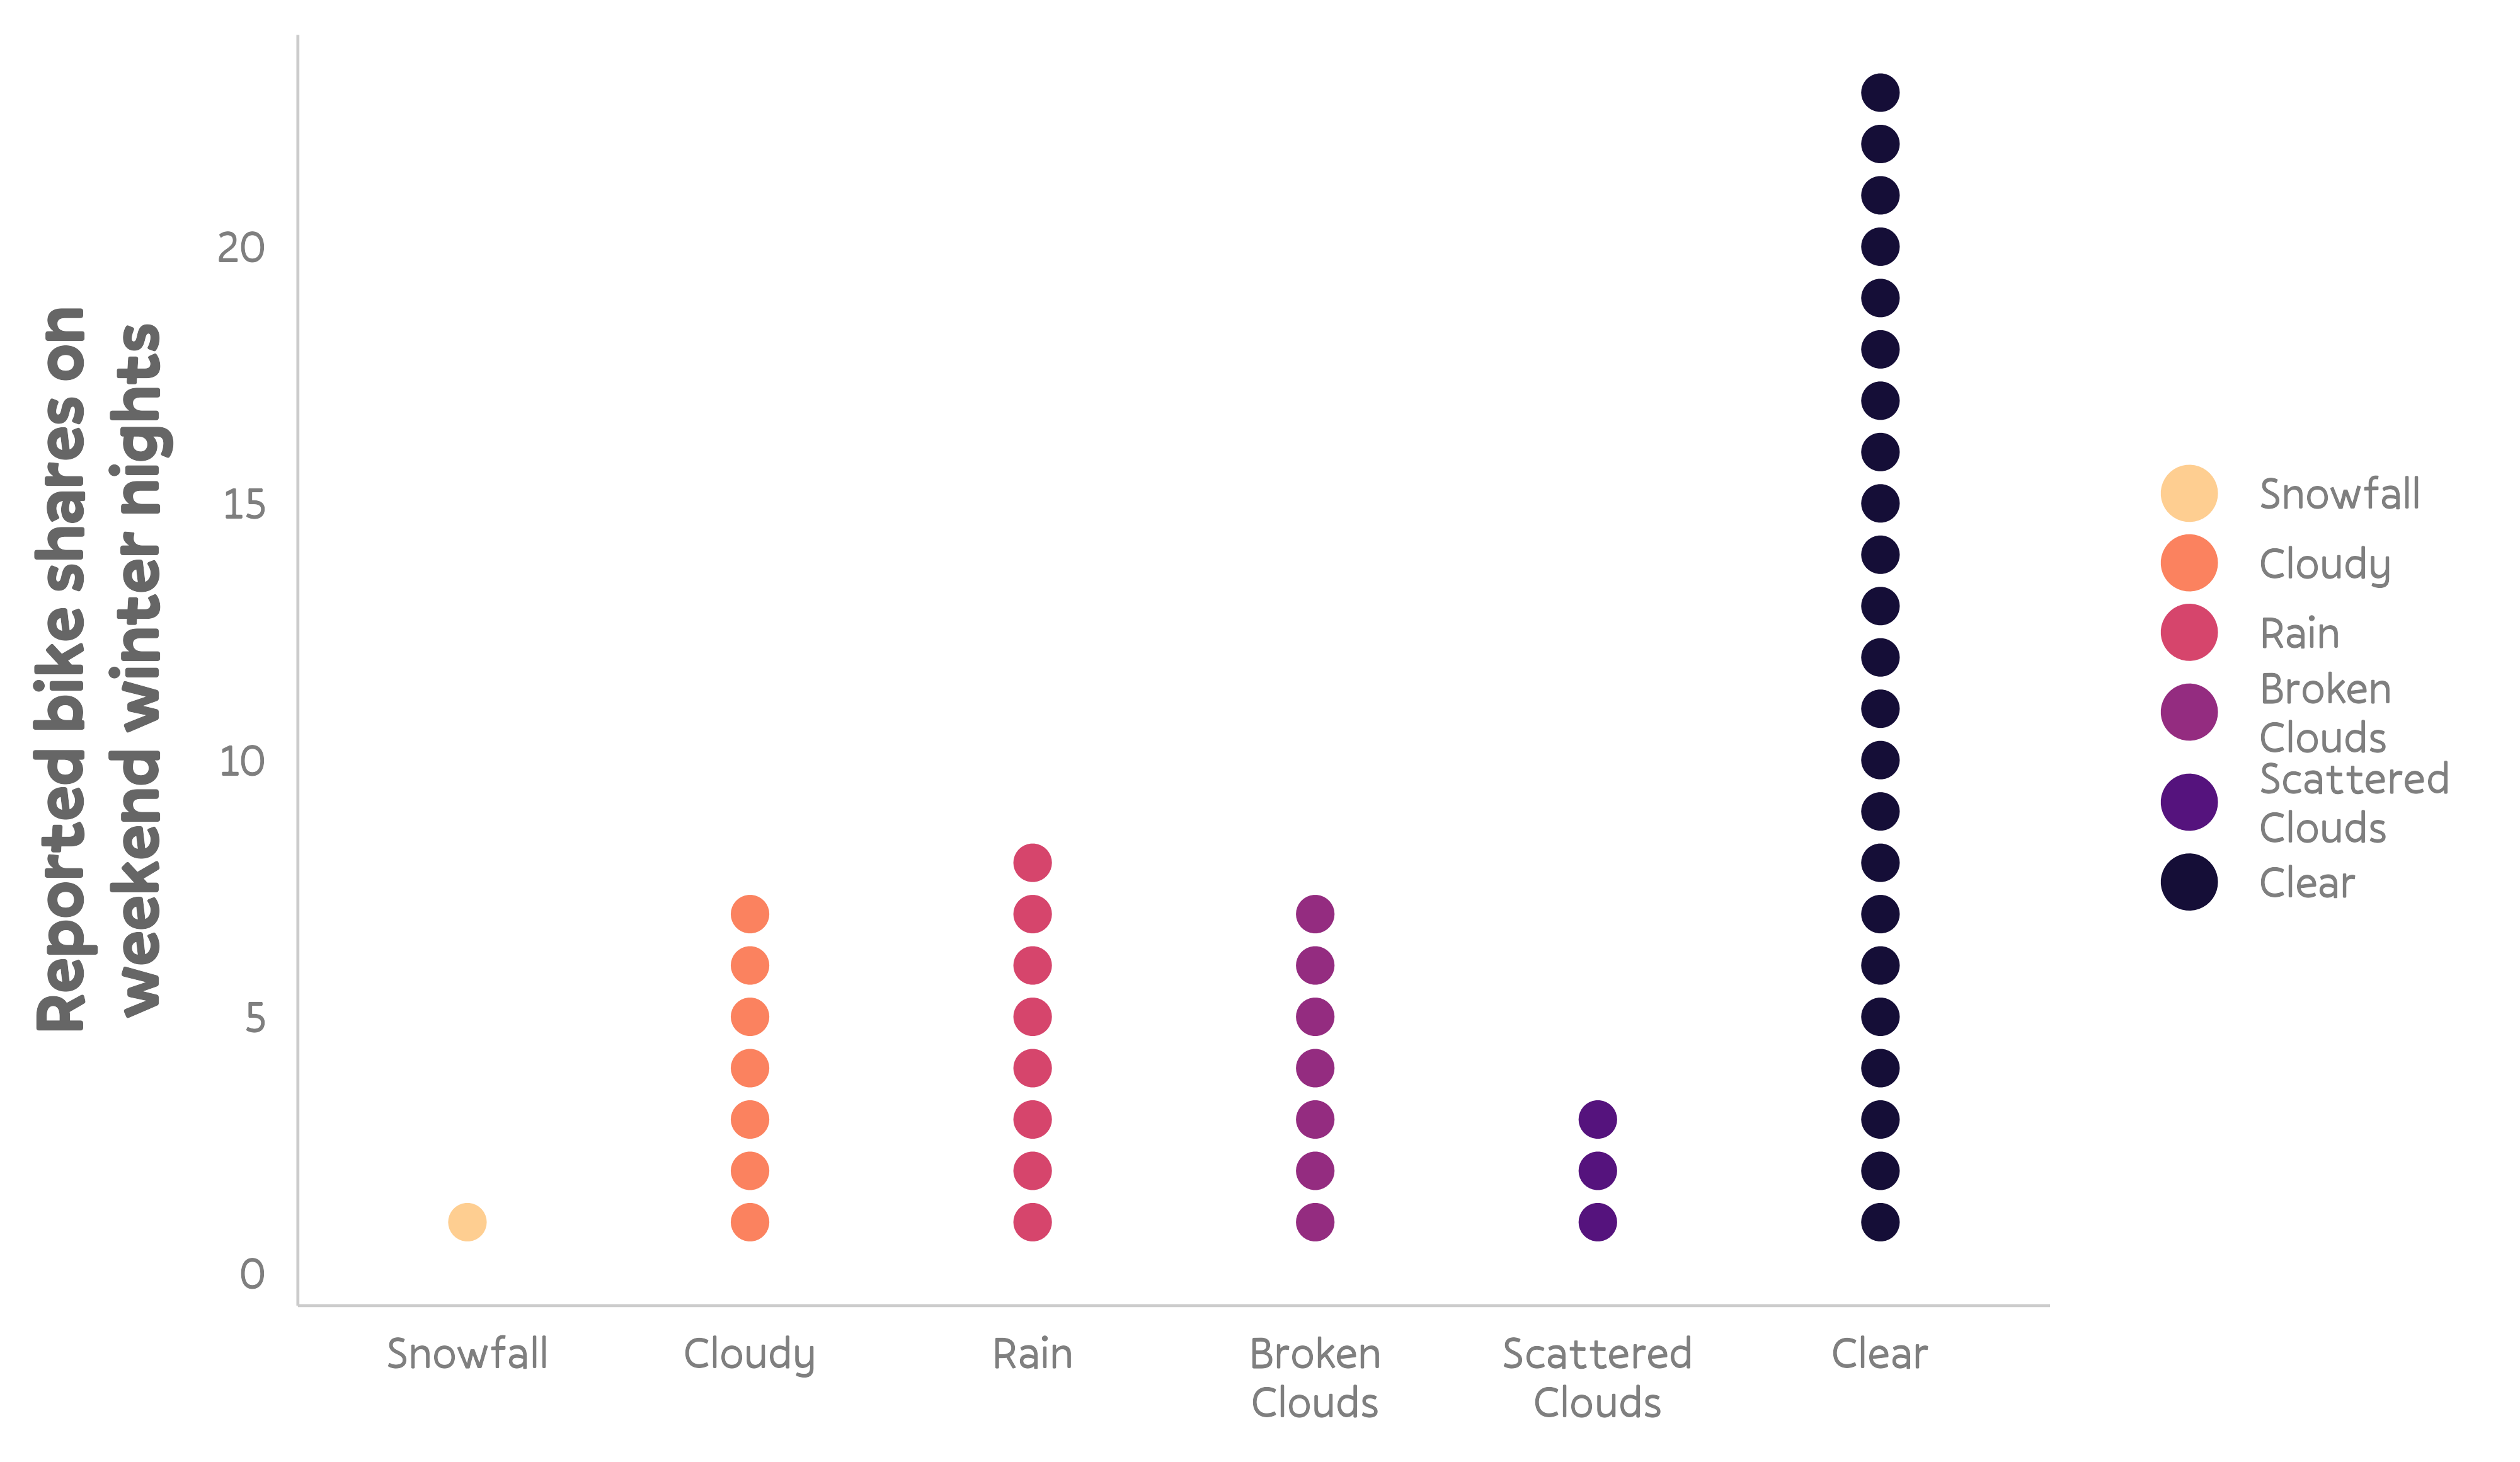 Reported bike shares on
weekend winter nights
20
15
10
5
0
Snowfall
Cloudy
Rain
Broken
Clouds
Scattered
Clouds
Clear
Snowfall
Cloudy
Rain
Broken
Clouds
Scattered
Clouds
Clear